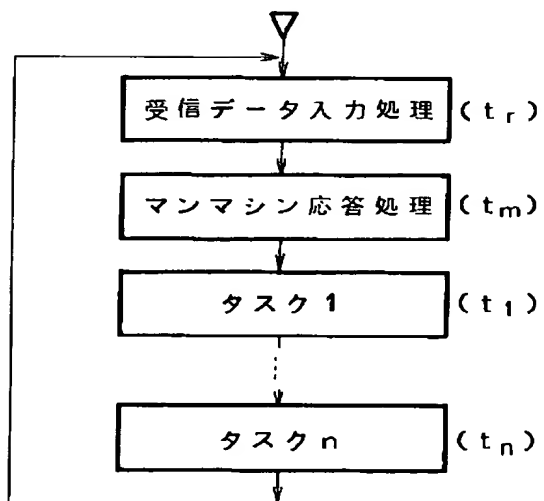 受信データ入力処理 (tr)
マンマシン応答処理 (tm)
タスク1 (t1)
タスクn (tn)